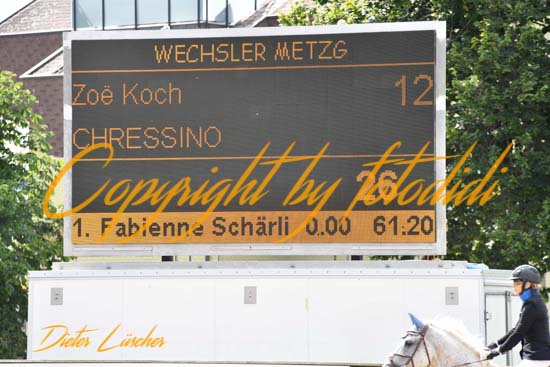 WECHSLER METZG
Zoë Koch 12
CHRESSINO
Copyright by fotodidi
26
1. Fabienne Schärli 0.00 61.20
Dieter Lüscher